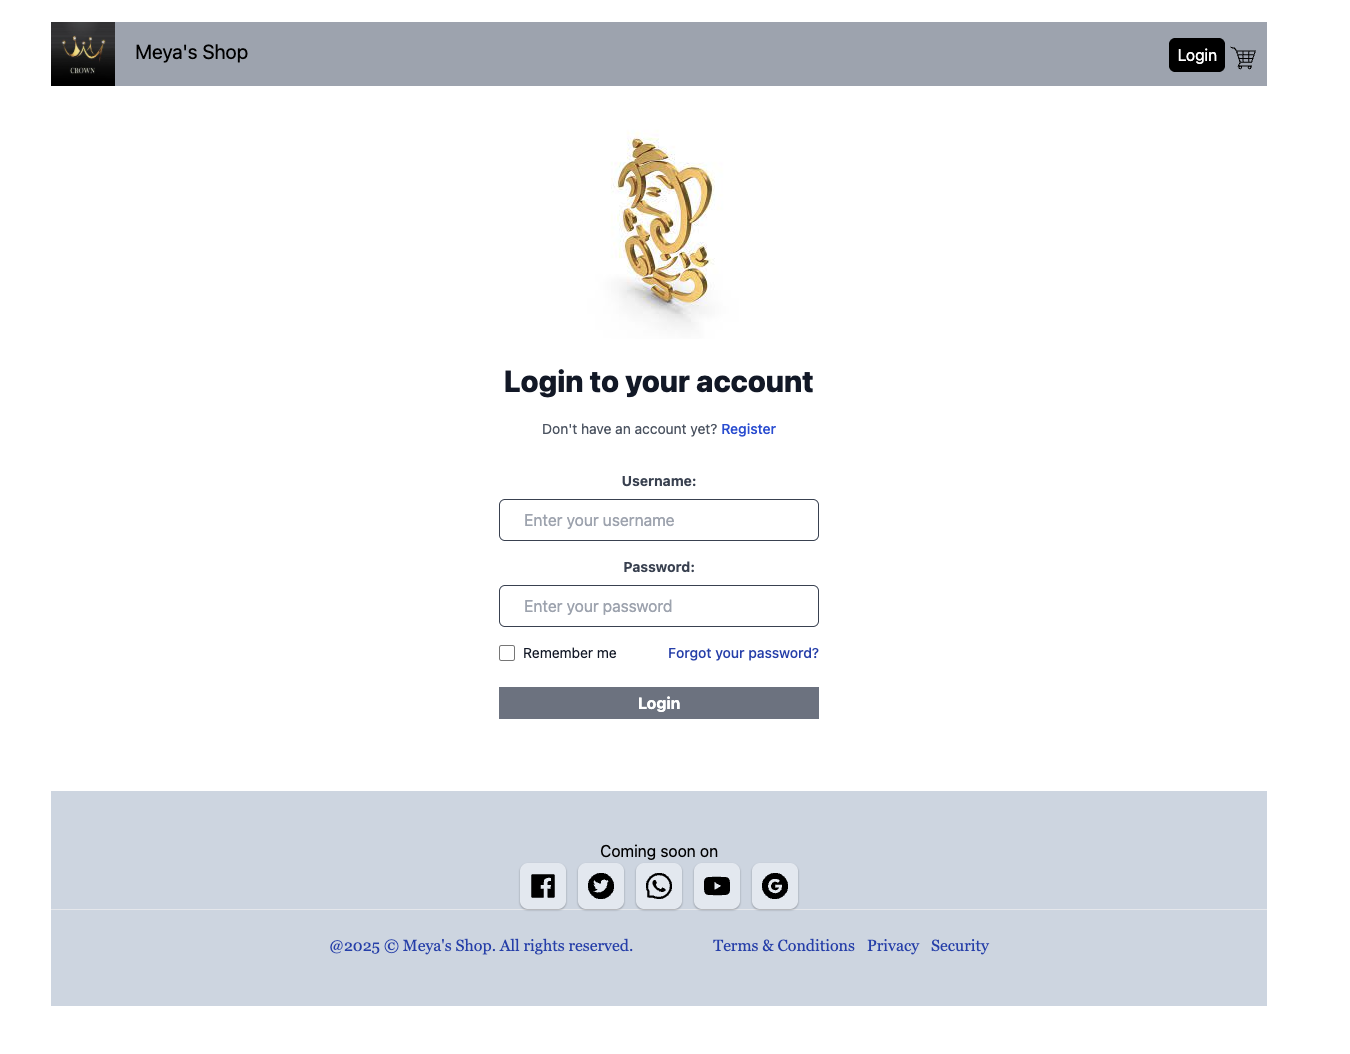 CROWN
Meya's Shop
Login
Login to your account
Don't have an account yet? Register
Username:
Enter your username
Password:
Enter your password
Remember me
Forgot your password?
Login
Coming soon on
@2025 © Meya's Shop. All rights reserved.
Terms & Conditions Privacy Security